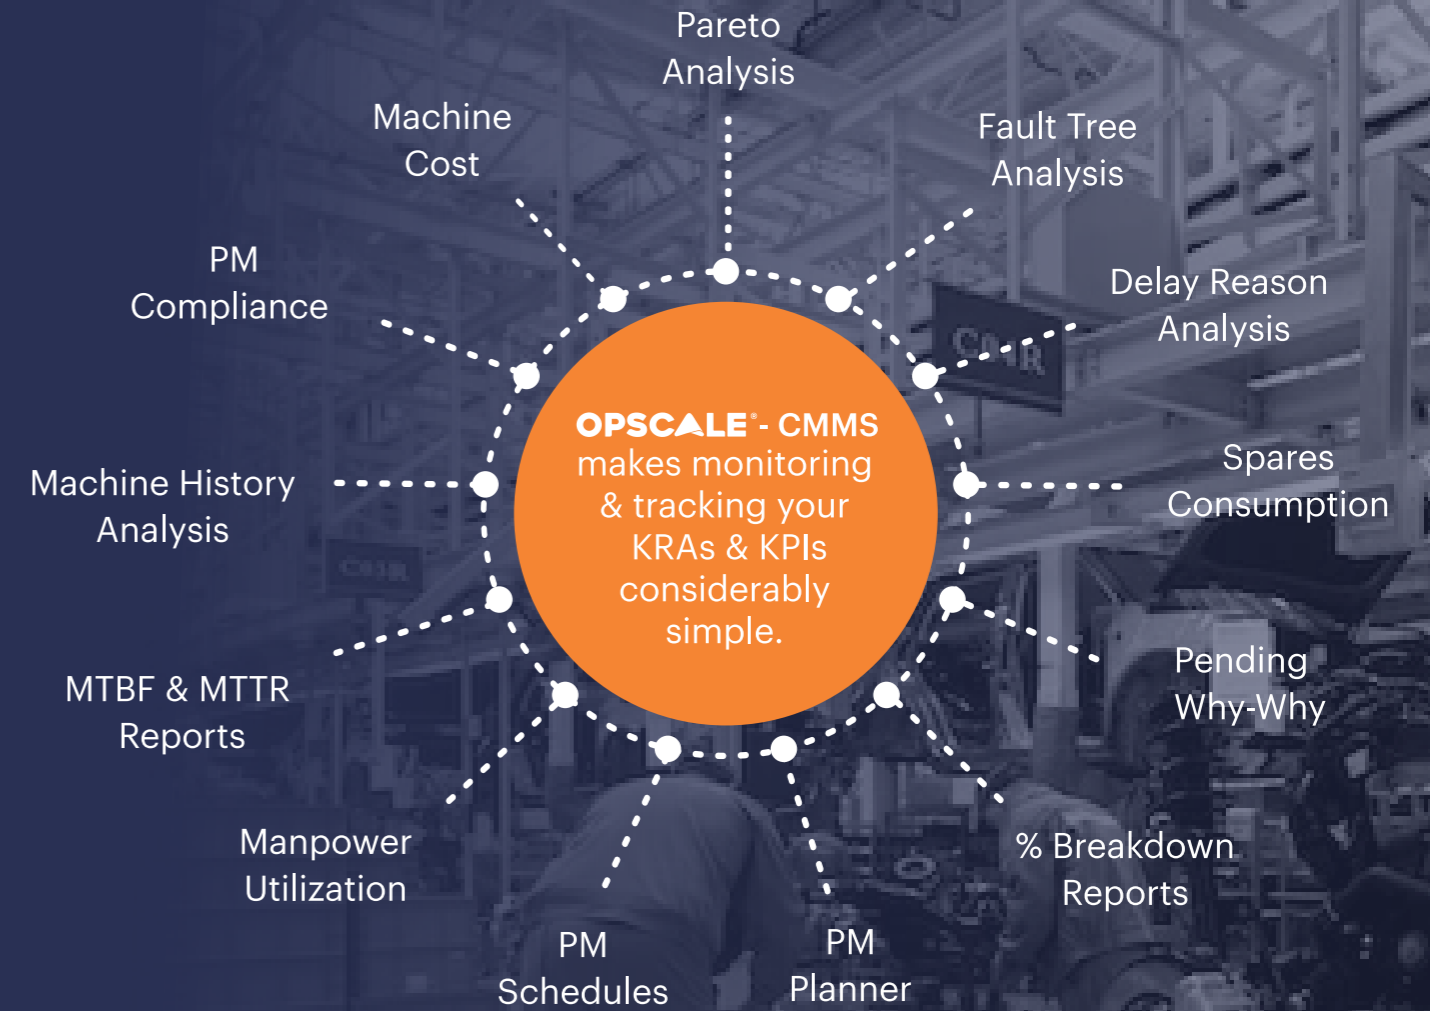 Pareto
Analysis
Machine
Cost
Fault Tree
Analysis
PM
Compliance
Delay Reason
Analysis
OPSCALE®- CMMS
makes monitoring
& tracking your
KRAs & KPIs
considerably
simple.
Machine History
Analysis
Spares
Consumption
MTBF & MTTR
Reports
Pending
Why-Why
Manpower
Utilization
% Breakdown
Reports
PM
Schedules
PM
Planner